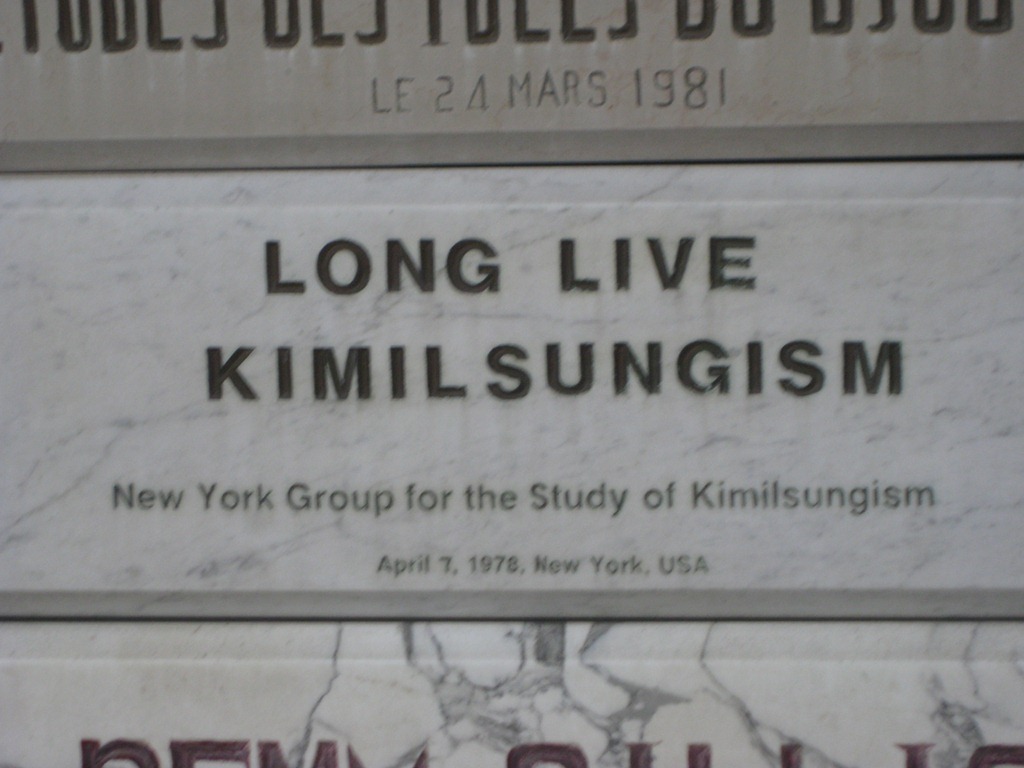 LE 24 MARS 1981
LONG LIVE
KIMILSUNGISM
New York Group for the Study of Kimilsungism
April 7, 1978, New York, USA